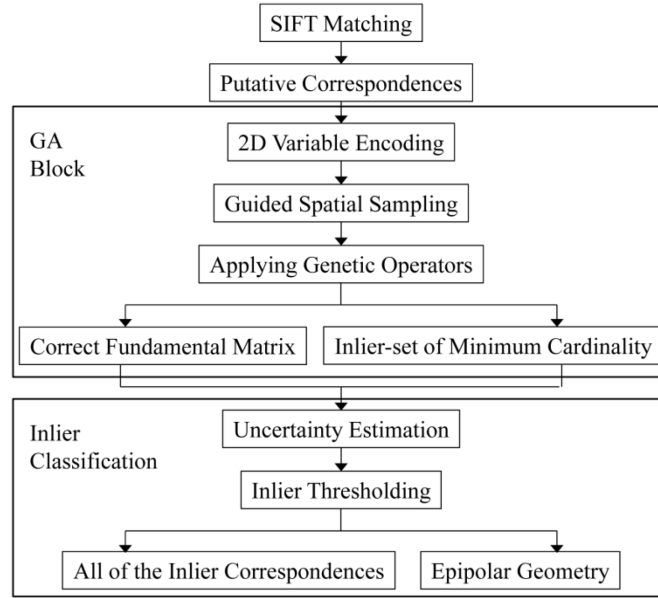 SIFT Matching
Putative Correspondences
GA
Block
2D Variable Encoding
Guided Spatial Sampling
Applying Genetic Operators
Correct Fundamental Matrix
Inlier-set of Minimum Cardinality
Inlier
Classification
Uncertainty Estimation
Inlier Thresholding
All of the Inlier Correspondences
Epipolar Geometry